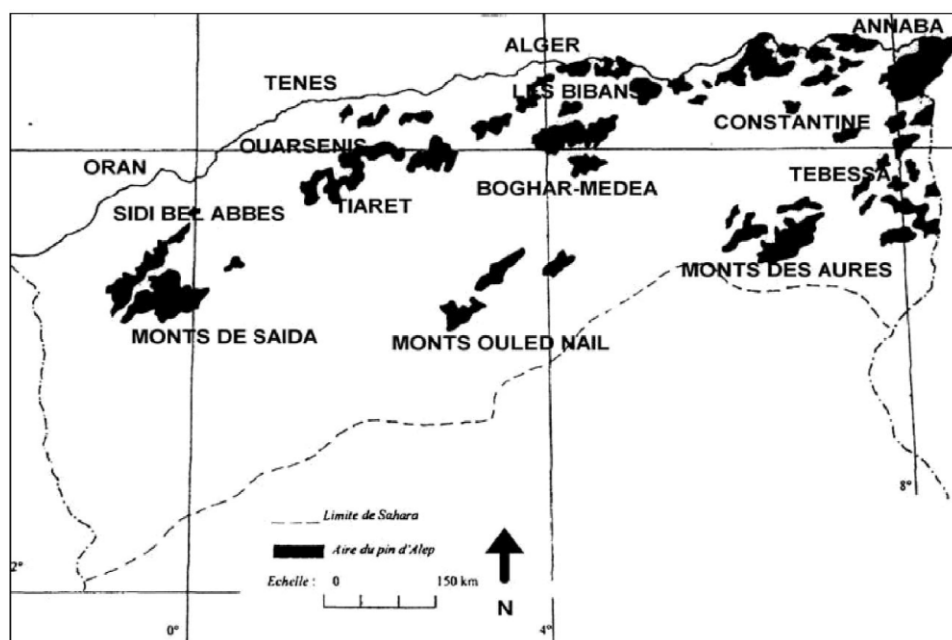 ANNABA
ALGER
TENES
LES BIBANS
CONSTANTINE
OUARSENIS
ORAN
BOGHAR-MEDEA
TEBESSA
TIARET
SIDI BEL ABBES
MONTS DES AURES
MONTS DE SAIDA
MONTS OULED NAIL
8°
Limite de Sahara
Aire du pin d'Alep
2°
Echelle : 0 150 km
N
0°
4°